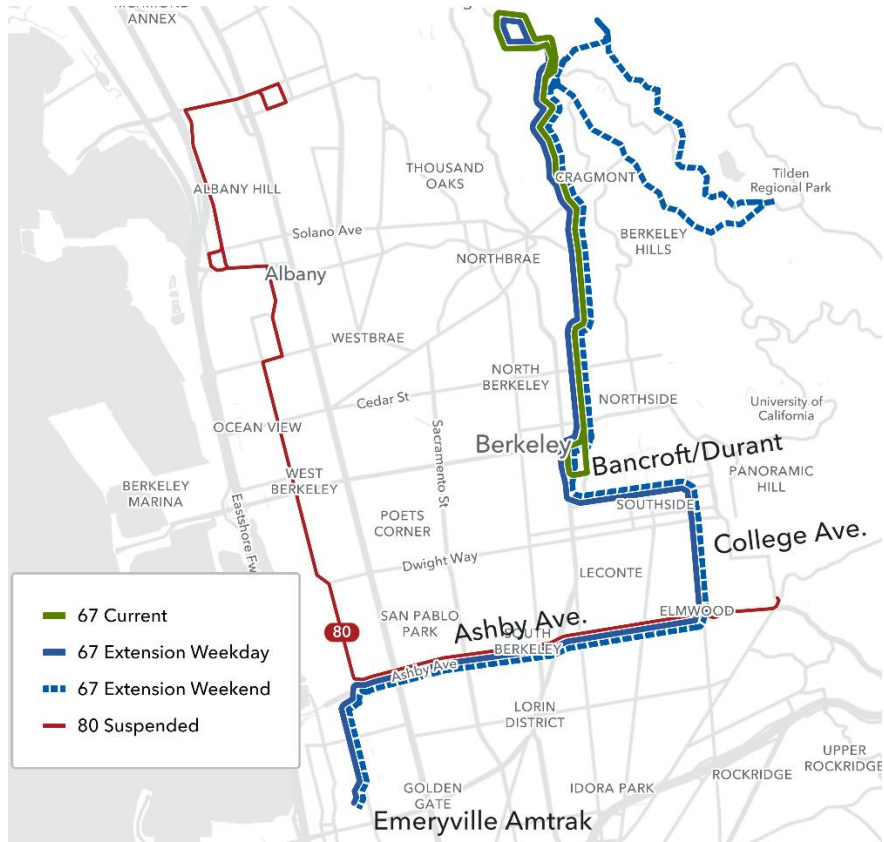 ANNEX
THOUSAND
OAKS
CRAGMONT
Tilden
Regional Park
ALBANY HILL
Solano Ave
BERKELEY
HILLS
NORTHBRAE
Albany
WESTBRAE
NORTH
BERKELEY
NORTHSIDE
Cedar St
University of
California
OCEAN VIEW
Sacramento St
Berkeley
Bancroft/Durant
PANORAMIC
HILL
WEST
BERKELEY
BERKELEY
MARINA
Eastshore Fw
POETS
CORNER
SOUTHSIDE
College Ave.
Dwight Way
LECONTE
67 Current
67 Extension Weekday
67 Extension Weekend
80 Suspended
80
SAN PABLO
PARK
Ashby Ave.
ELMWOOD
SOUTH
BERKELEY
Ashby Ave
LORIN
DISTRICT
UPPER
ROCKRIDGE
ROCKRIDGE
GOLDEN
GATE
IDORA PARK
Emeryville Amtrak